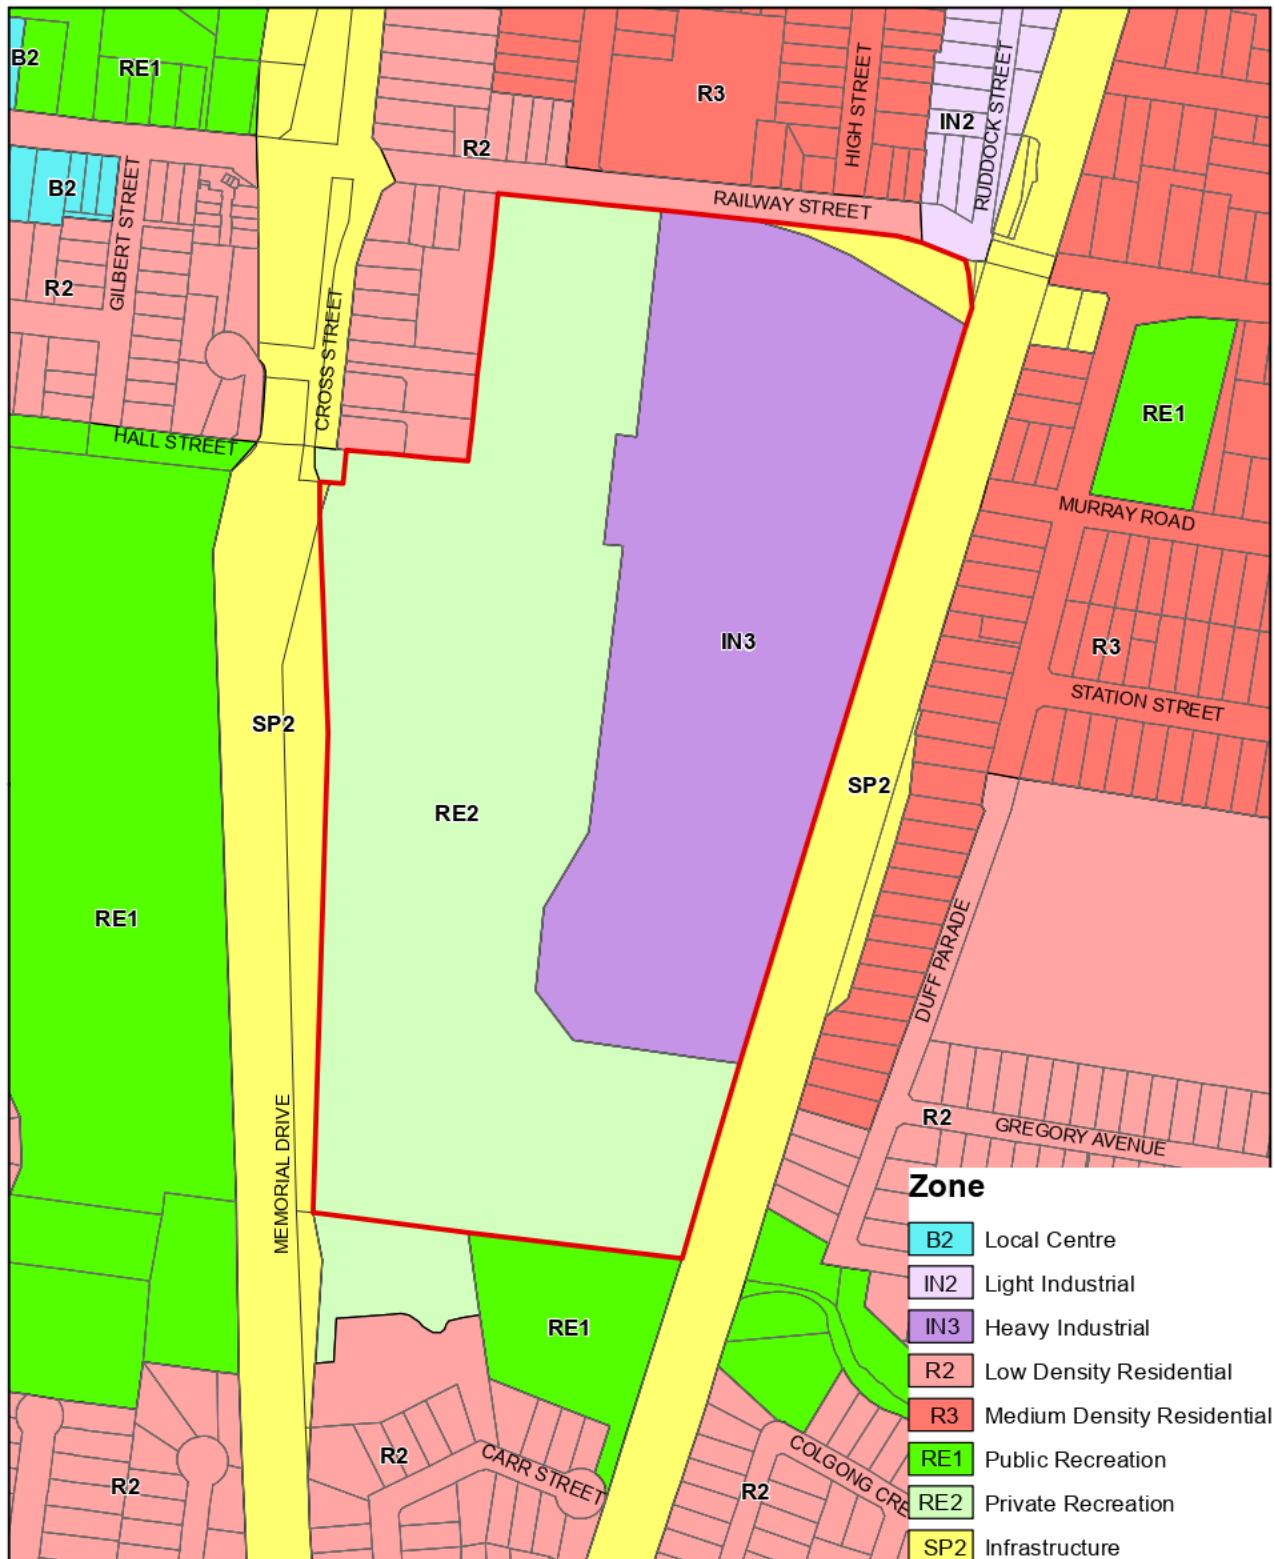 B2
RE1
R3
HIGH STREET
IN2
RUDDOCK STREET
R2
B2
GILBERT STREET
RAILWAY STREET
R2
CROSS STREET
HALL STREET
RE1
MURRAY ROAD
IN3
R3
STATION STREET
SP2
SP2
RE2
RE1
DUFF PARADE
MEMORIAL DRIVE
R2
GREGORY AVENUE
RE1
R2
CARR STREET
R2
R2
COLGONG CRE
Zone
B2 Local Centre
IN2 Light Industrial
IN3 Heavy Industrial
R2 Low Density Residential
R3 Medium Density Residential
RE1 Public Recreation
RE2 Private Recreation
SP2 Infrastructure